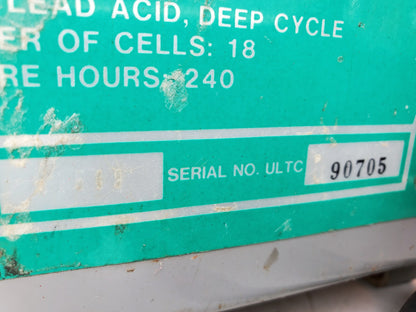 LEAD ACID, DEEP CYCLE
ER OF CELLS: 18
RE HOURS: 240
SERIAL NO. ULTC 90705